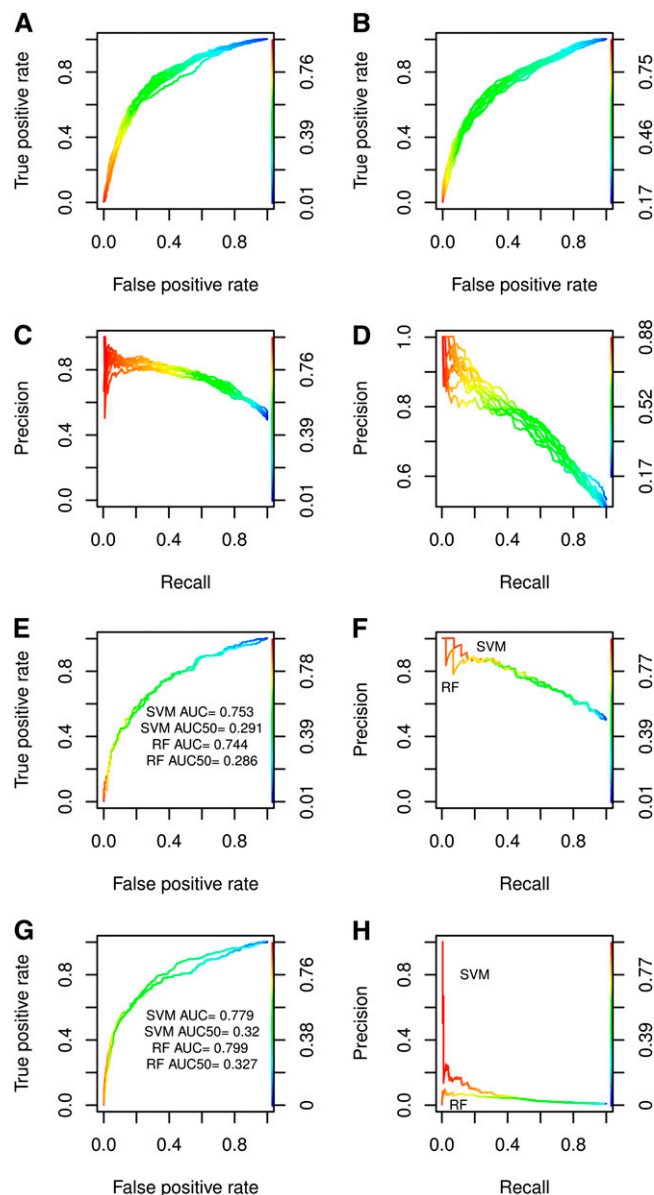 A
True positive rate
0.0 0.4 0.8
0.0 0.4 0.8
False positive rate
0.01 0.39 0.76
B
True positive rate
0.0 0.4 0.8
0.0 0.4 0.8
False positive rate
0.17 0.46 0.75
C
Precision
0.0 0.4 0.8
0.0 0.4 0.8
Recall
0.01 0.39 0.76
D
Precision
0.6 0.8 1.0
0.0 0.4 0.8
Recall
0.17 0.52 0.88
E
True positive rate
0.0 0.4 0.8
SVM AUC= 0.753
SVM AUC50= 0.291
RF AUC= 0.744
RF AUC50= 0.286
0.0 0.4 0.8
False positive rate
0.01 0.39 0.78
F
Precision
0.0 0.4 0.8
SVM
RF
0.0 0.4 0.8
Recall
0.01 0.39 0.77
G
True positive rate
0.0 0.4 0.8
SVM AUC= 0.779
SVM AUC50= 0.32
RF AUC= 0.799
RF AUC50= 0.327
0.0 0.4 0.8
False positive rate
0 0.38 0.76
H
Precision
0.0 0.4 0.8
SVM
RF
0.0 0.4 0.8
Recall
0 0.39 0.77